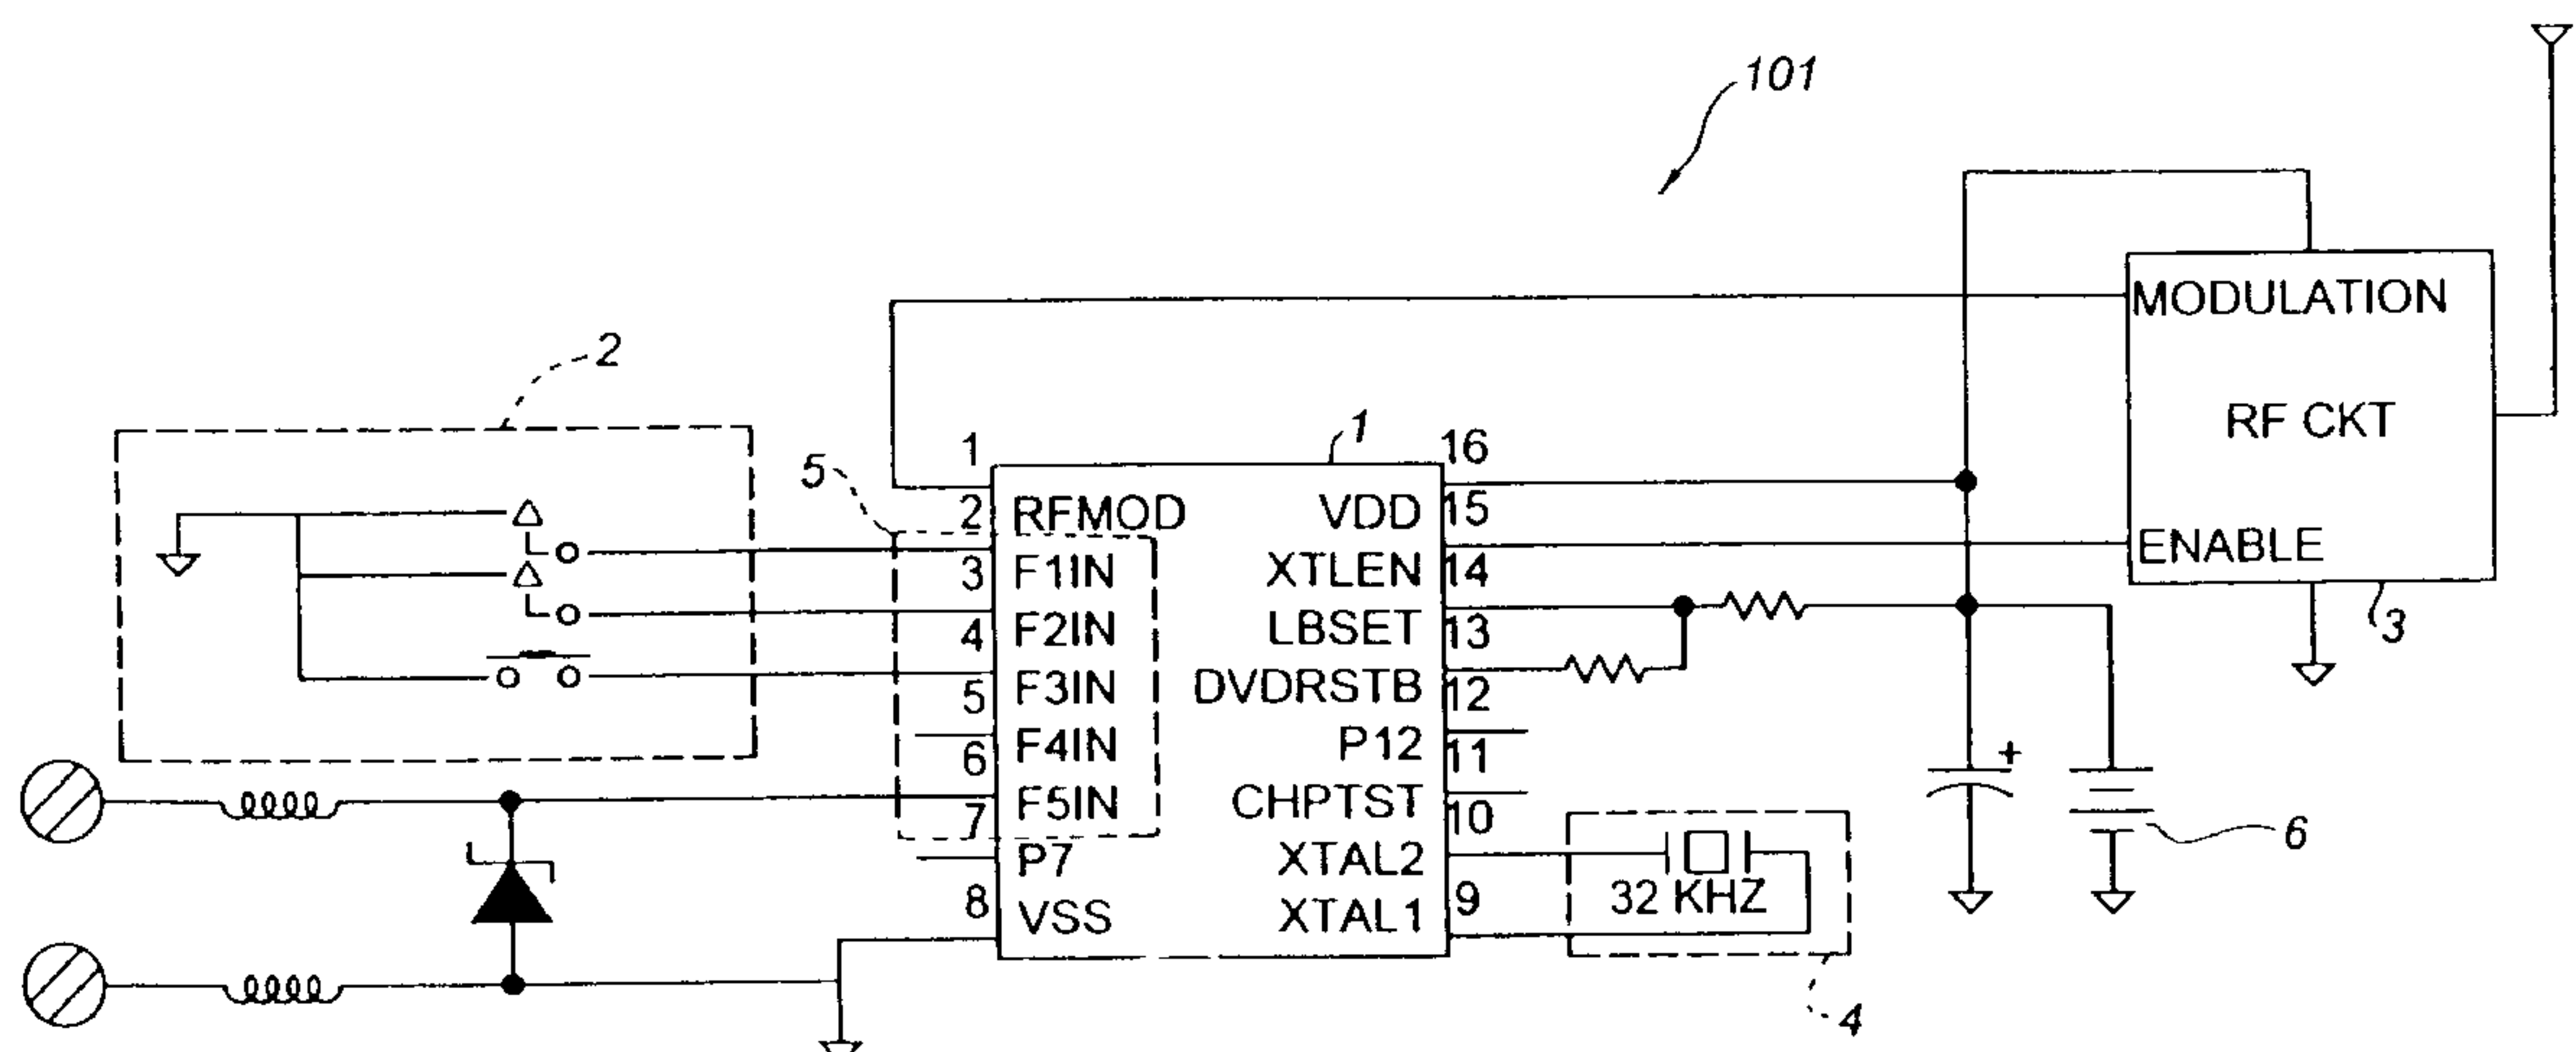 101
MODULATION
RF CKT
ENABLE
3
2
5
1
1
2
3
4
5
6
7
8
RFMOD
F1IN
F2IN
F3IN
F4IN
F5IN
P7
VSS
16
15
14
13
12
11
10
9
VDD
XTLEN
LBSET
DVDRSTB
P12
CHPTST
XTAL2
XTAL1
32 KHZ
4
+
6